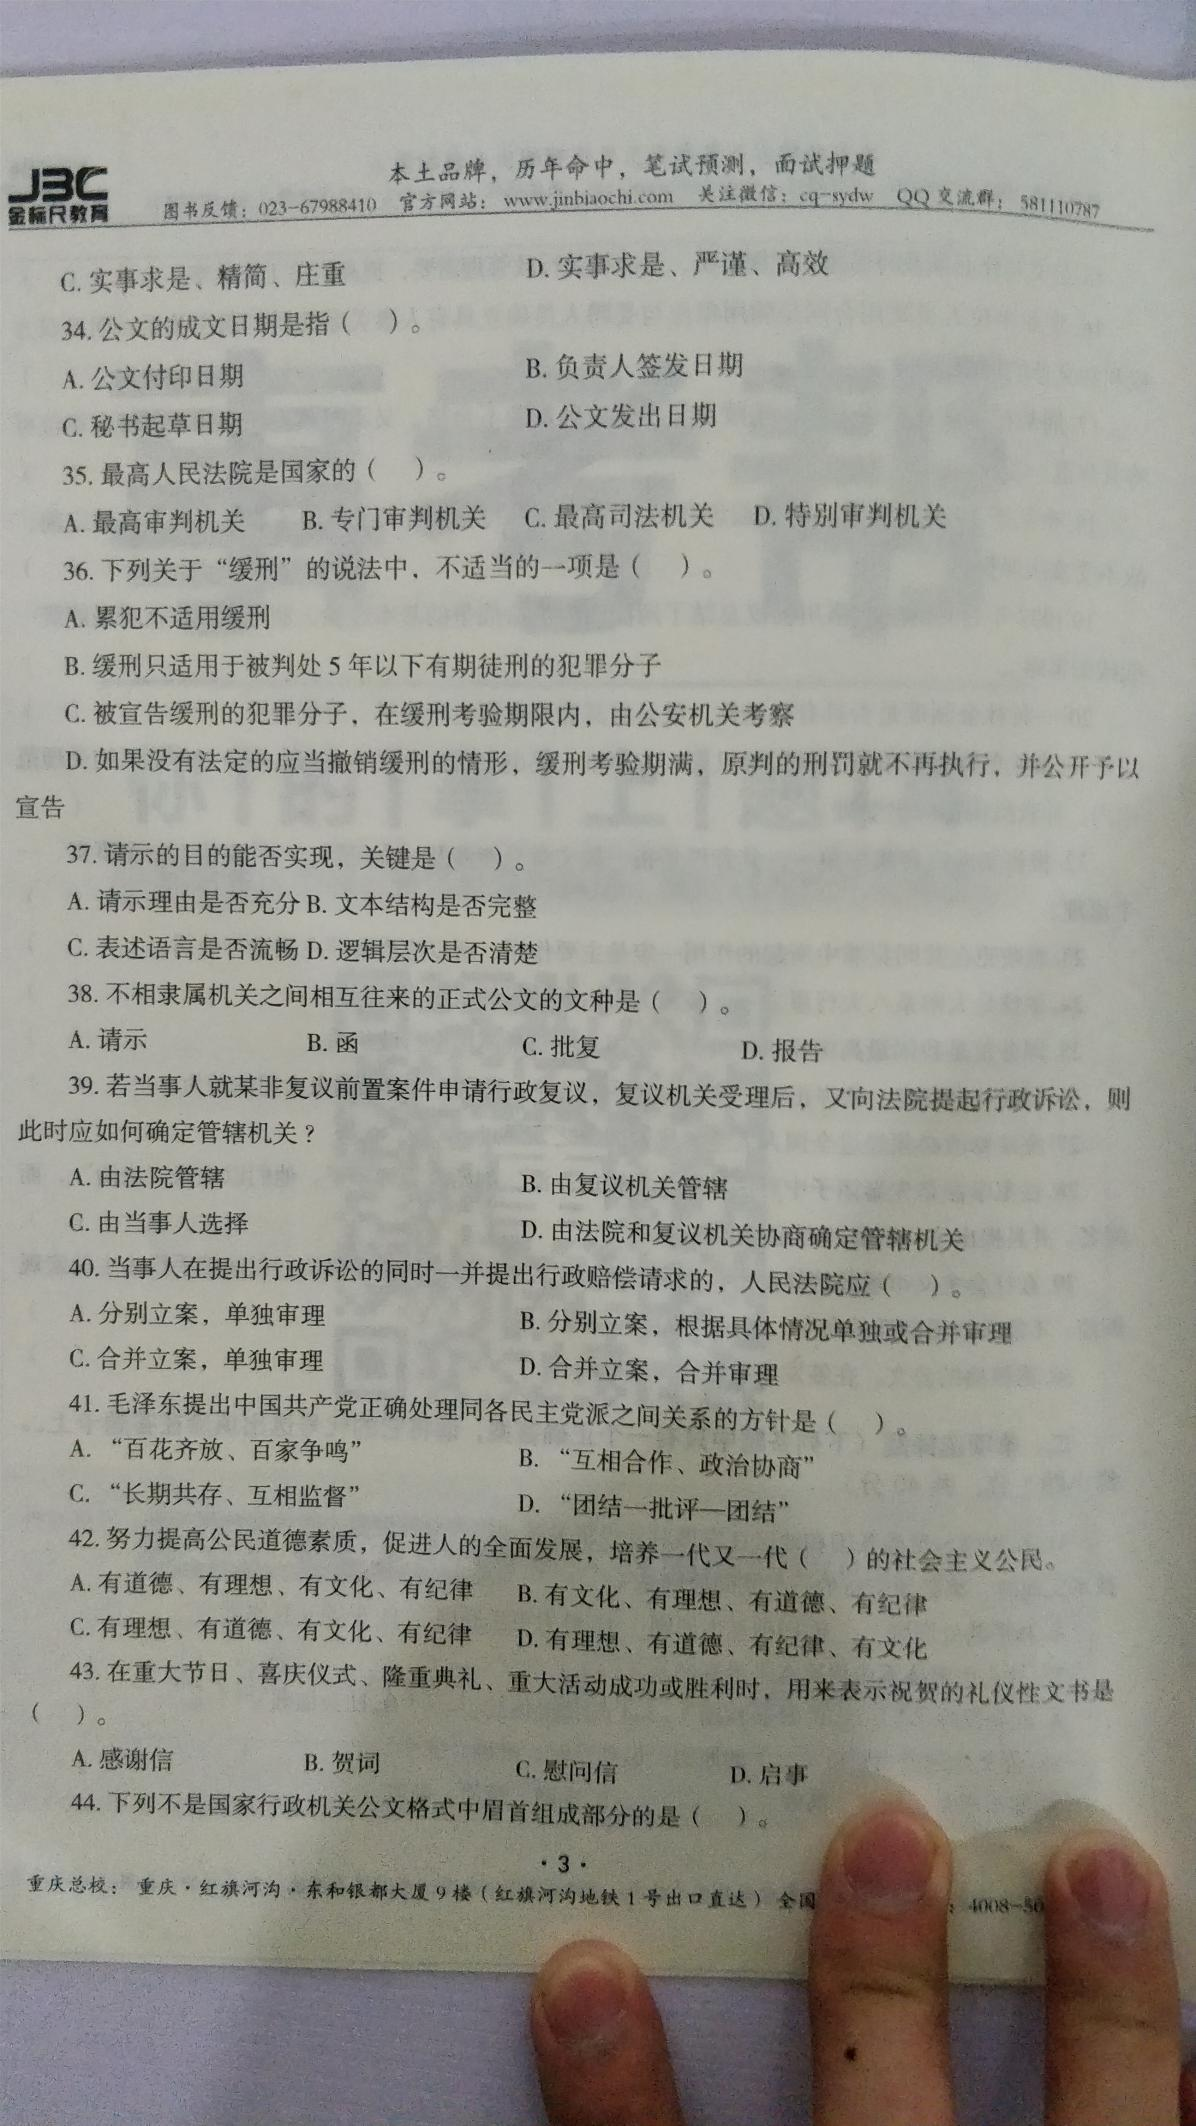 JBC
金标尺教育
本土品牌，历年命中，笔试预测，面试押题
图书反馈：023-67988410 官方网站：www.jinbiaochi.com 关注微信：cq-sydw QQ交流群：581110787
C. 实事求是、精简、庄重 D. 实事求是、严谨、高效
34. 公文的成文日期是指（ ）。
A. 公文付印日期 B. 负责人签发日期
C. 秘书起草日期 D. 公文发出日期
35. 最高人民法院是国家的（ ）。
A. 最高审判机关 B. 专门审判机关 C. 最高司法机关 D. 特别审判机关
36. 下列关于“缓刑”的说法中，不适当的一项是（ ）。
A. 累犯不适用缓刑
B. 缓刑只适用于被判处 5 年以下有期徒刑的犯罪分子
C. 被宣告缓刑的犯罪分子，在缓刑考验期限内，由公安机关考察
D. 如果没有法定的应当撤销缓刑的情形，缓刑考验期满，原判的刑罚就不再执行，并公开予以
宣告
37. 请示的目的能否实现，关键是（ ）。
A. 请示理由是否充分 B. 文本结构是否完整
C. 表述语言是否流畅 D. 逻辑层次是否清楚
38. 不相隶属机关之间相互往来的正式公文的文种是（ ）。
A. 请示 B. 函 C. 批复 D. 报告
39. 若当事人就某非复议前置案件申请行政复议，复议机关受理后，又向法院提起行政诉讼，则
此时应如何确定管辖机关？
A. 由法院管辖 B. 由复议机关管辖
C. 由当事人选择 D. 由法院和复议机关协商确定管辖机关
40. 当事人在提出行政诉讼的同时一并提出行政赔偿请求的，人民法院应（ ）。
A. 分别立案，单独审理 B. 分别立案，根据具体情况单独或合并审理
C. 合并立案，单独审理 D. 合并立案，合并审理
41. 毛泽东提出中国共产党正确处理同各民主党派之间关系的方针是（ ）。
A. “百花齐放、百家争鸣” B. “互相合作、政治协商”
C. “长期共存、互相监督” D. “团结—批评—团结”
42. 努力提高公民道德素质，促进人的全面发展，培养一代又一代（ ）的社会主义公民。
A. 有道德、有理想、有文化、有纪律 B. 有文化、有理想、有道德、有纪律
C. 有理想、有道德、有文化、有纪律 D. 有理想、有道德、有纪律、有文化
43. 在重大节日、喜庆仪式、隆重典礼、重大活动成功或胜利时，用来表示祝贺的礼仪性文书是
（ ）。
A. 感谢信 B. 贺词 C. 慰问信 D. 启事
44. 下列不是国家行政机关公文格式中眉首组成部分的是（ ）。
·3·
重庆总校：重庆·红旗河沟·东和银都大厦9楼（红旗河沟地铁1号出口直达） 全国 ：4008-50